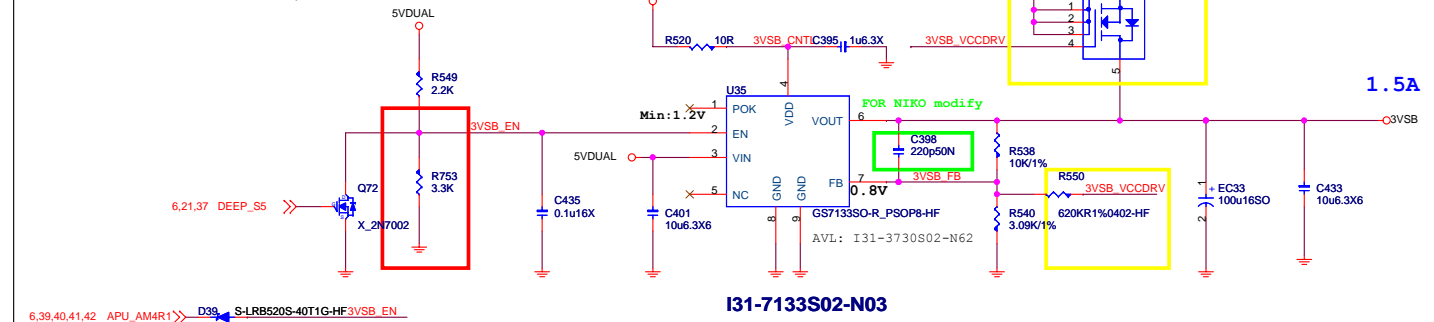 5VDUAL
R549
2.2K
3VSB_EN
R753
3.3K
Q72
X_2N7002
6,21,37 DEEP_S5
C435
0.1u16X
6,39,40,41,42 APU_AM4R1
D39
S-LRB520S-40T1G-HF
3VSB_EN
R520 10R
3VSB_CNTL
C395 1u6.3X
4
U35
Min:1.2V
1 POK
2 EN
3 VIN
5 NC
VDD
VOUT 6
FB 7
GND
GND
8
9
5VDUAL
C401
10u6.3X6
GS7133SO-R_PSOP8-HF
AVL: I31-3730S02-N62
I31-7133S02-N03
FOR NIKO modify
C398
220p50N
3VSB_FB
0.8V
R538
10K/1%
R540
3.09K/1%
R550
3VSB_VCCDRV
620KR1%0402-HF
3VSB_VCCDRV
1
2
3
4
5
1.5A
3VSB
1
+ EC33
100u16SO
2
C433
10u6.3X6